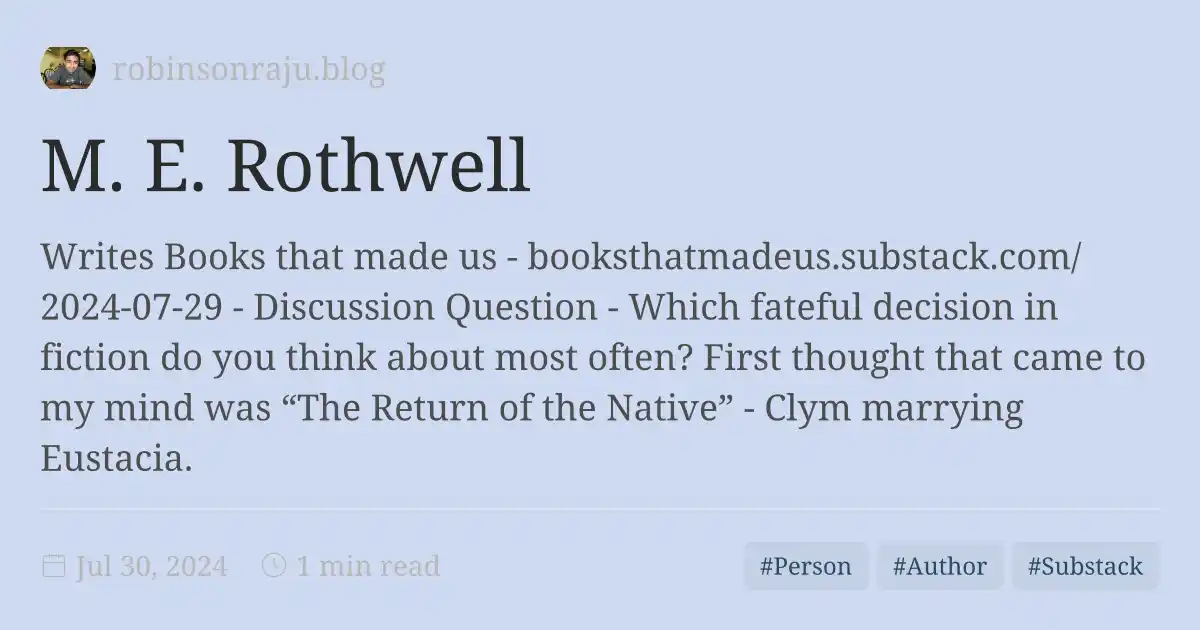 robinsonraju.blog
M. E. Rothwell
Writes Books that made us - booksthatmadeus.substack.com/
2024-07-29 - Discussion Question - Which fateful decision in
fiction do you think about most often? First thought that came to
my mind was “The Return of the Native” - Clym marrying
Eustacia.
Jul 30, 2024 1 min read #Person #Author #Substack